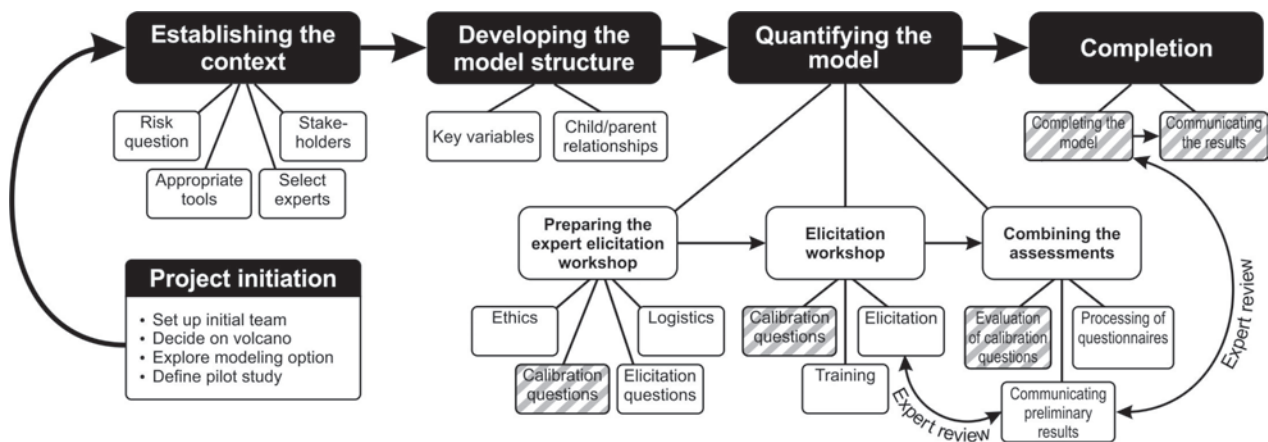 Establishing the
context
Developing the
model structure
Quantifying the
model
Completion
Risk
question
Stake-
holders
Appropriate
tools
Select
experts
Key variables
Child/parent
relationships
Completing the
model
Communicating
the results
Project initiation
• Set up initial team
• Decide on volcano
• Explore modeling option
• Define pilot study
Preparing the
expert elicitation
workshop
Elicitation
workshop
Combining the
assessments
Ethics
Logistics
Calibration
questions
Elicitation
questions
Calibration
questions
Elicitation
Training
Evaluation
of calibration
questions
Processing of
questionnaires
Communicating
preliminary
results
Expert review
Expert review